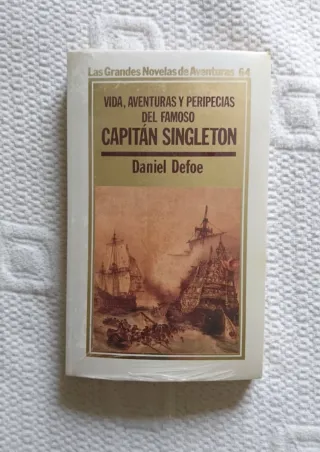 Las Grandes Novelas de Aventuras 64
VIDA, AVENTURAS Y PERIPECIAS
DEL FAMOSO
CAPITÁN SINGLETON
Daniel Defoe